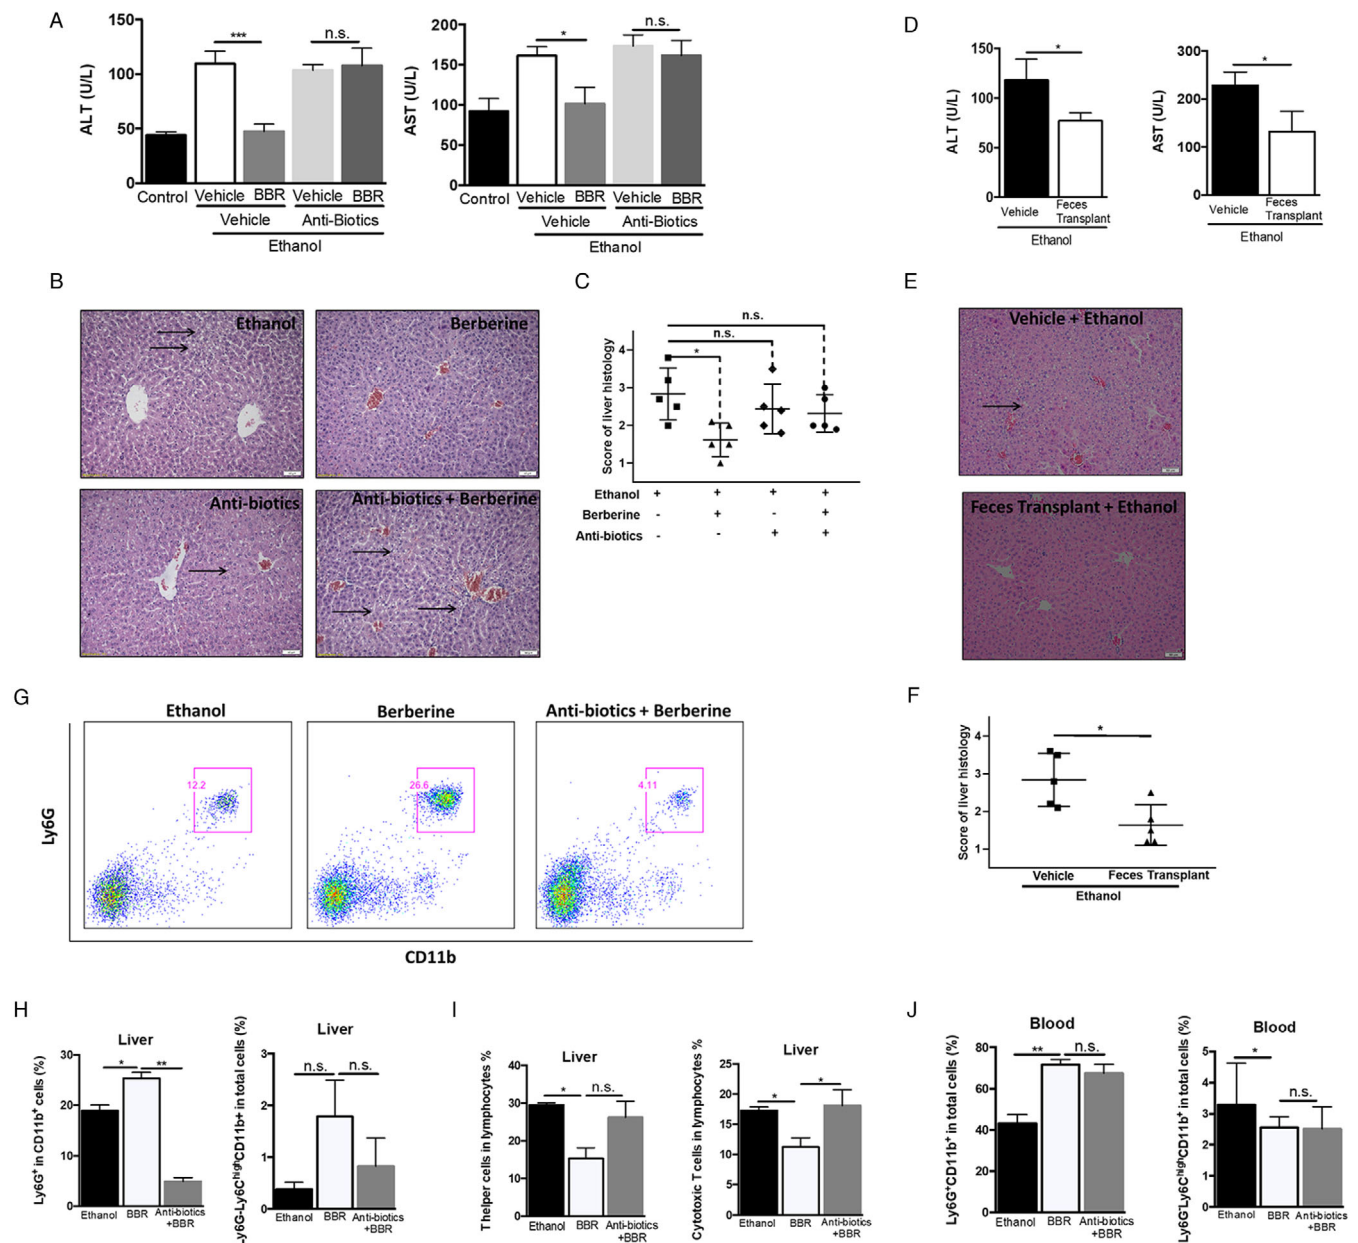 A
150
100
50
0
ALT (U/L)
***
n.s.
Control
Vehicle BBR Vehicle BBR
Vehicle Anti-Biotics
Ethanol
200
150
100
50
0
AST (U/L)
*
n.s.
Control
Vehicle BBR Vehicle BBR
Vehicle Anti-Biotics
Ethanol
D
150
100
50
0
ALT (U/L)
*
Vehicle Feces
Transplant
Ethanol
300
200
100
0
AST (U/L)
*
Vehicle Feces
Transplant
Ethanol
B
Ethanol
Berberine
Anti-biotics
Anti-biotics + Berberine
C
n.s.
n.s.
*
4
3
2
1
Score of liver histology
Ethanol + + + +
Berberine - + - +
Anti-biotics - - + +
E
Vehicle + Ethanol
Feces Transplant + Ethanol
G
Ethanol
Berberine
Anti-biotics + Berberine
12.2
26.6
4.11
Ly6G
CD11b
F
*
4
3
2
1
Score of liver histology
Vehicle Feces Transplant
Ethanol
H
Liver
* **
30
20
10
0
Ly6G+ in CD11b+ cells (%)
Ethanol BBR Anti-biotics
+BBR
Liver
n.s. n.s.
3
2
1
0
Ly6G-Ly6ChighCD11b+ in total cells (%)
Ethanol BBR Anti-biotics
+BBR
I
Liver
* n.s.
40
30
20
10
0
T helper cells in lymphocytes %
Ethanol BBR Anti-biotics
+BBR
Liver
* *
25
20
15
10
5
0
Cytotoxic T cells in lymphocytes %
Ethanol BBR Anti-biotics
+BBR
J
Blood
** n.s.
80
60
40
20
0
Ly6G+CD11b+ in total cells (%)
Ethanol BBR Anti-biotics
+BBR
Blood
*
n.s.
5
4
3
2
1
0
Ly6G-Ly6ChighCD11b+ in total cells (%)
Ethanol BBR Anti-biotics
+BBR